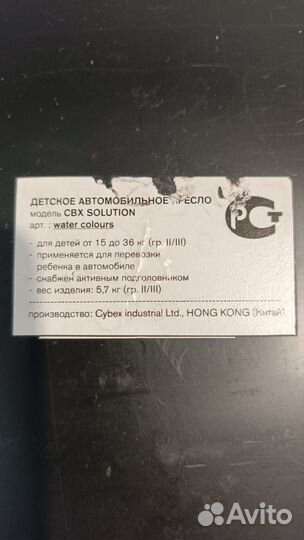 ДЕТСКОЕ АВТОМОБИЛЬНОЕ КРЕСЛО
модель CBX SOLUTION
арт. : water colours
- для детей от 15 до 36 кг (гр. II/III)
- применяется для перевозки
ребенка в автомобиле
- снабжен активным подголовником
- вес изделия: 5,7 кг (гр. II/III)
производство: Cybex industrial Ltd., HONG KONG (Китай)
РСТ
Avito